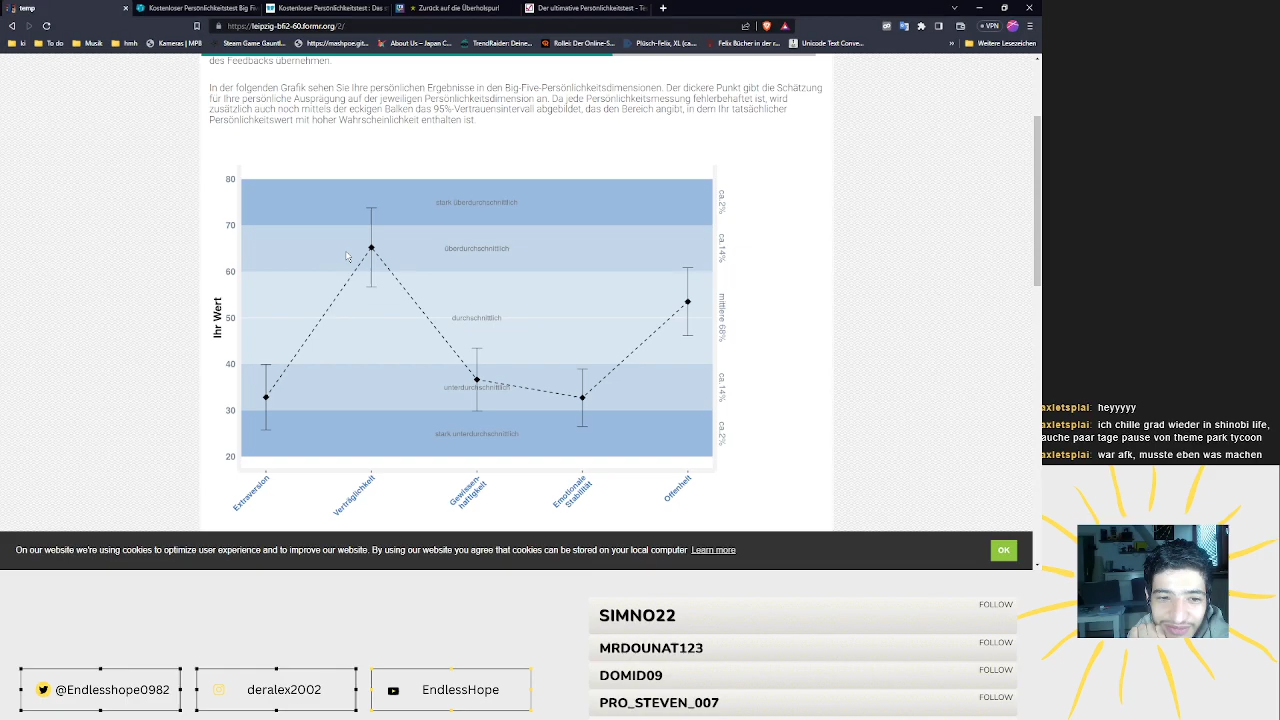 temp
Kostenloser Persönlichkeitstest Big Fiv
Kostenloser Persönlichkeitstest : Das c
Zurück auf die Überholspur!
Der ultimative Persönlichkeitstest - Te
VPN
https://leipzig-bfi2-60.formr.org/2/
ki
To do
Musik
hmh
Kameras | MPB
Steam Game Gauntl...
https://mashpoe.git...
About Us – Japan C...
TrendRaider: Deine...
Rollei: Der Online-S...
Plüsch-Felix, XL (ca....
Felix Bücher in der r...
Unicode Text Conve...
»
Weitere Lesezeichen
des Feedbacks übernehmen.
In der folgenden Grafik sehen Sie Ihre persönlichen Ergebnisse in den Big-Five-Persönlichkeitsdimensionen. Der dickere Punkt gibt die Schätzung
für Ihre persönliche Ausprägung auf der jeweiligen Persönlichkeitsdimension an. Da jede Persönlichkeitsmessung fehlerbehaftet ist, wird
zusätzlich auch noch mittels der eckigen Balken das 95%-Vertrauensintervall abgebildet, das den Bereich angibt, in dem Ihr tatsächlicher
Persönlichkeitswert mit hoher Wahrscheinlichkeit enthalten ist.
Ihr Wert
80
70
60
50
40
30
20
stark überdurchschnittlich
überdurchschnittlich
durchschnittlich
unterdurchschnittlich
stark unterdurchschnittlich
ca.2%
ca.14%
mittlere 68%
ca.14%
ca.2%
Extraversion
Verträglichkeit
Gewissen-
haftigkeit
Emotionale
Stabilität
Offenheit
On our website we're using cookies to optimize user experience and to improve our website. By using our website you agree that cookies can be stored on your local computer Learn more
OK
axletsplai: heyyyyy
axletsplai: ich chille grad wieder in shinobi life,
auche paar tage pause von theme park tycoon
axletsplai: war afk, musste eben was machen
SIMNO22
FOLLOW
MRDOUNAT123
FOLLOW
DOMID09
FOLLOW
PRO_STEVEN_007
FOLLOW
@Endlesshope0982
deralex2002
EndlessHope